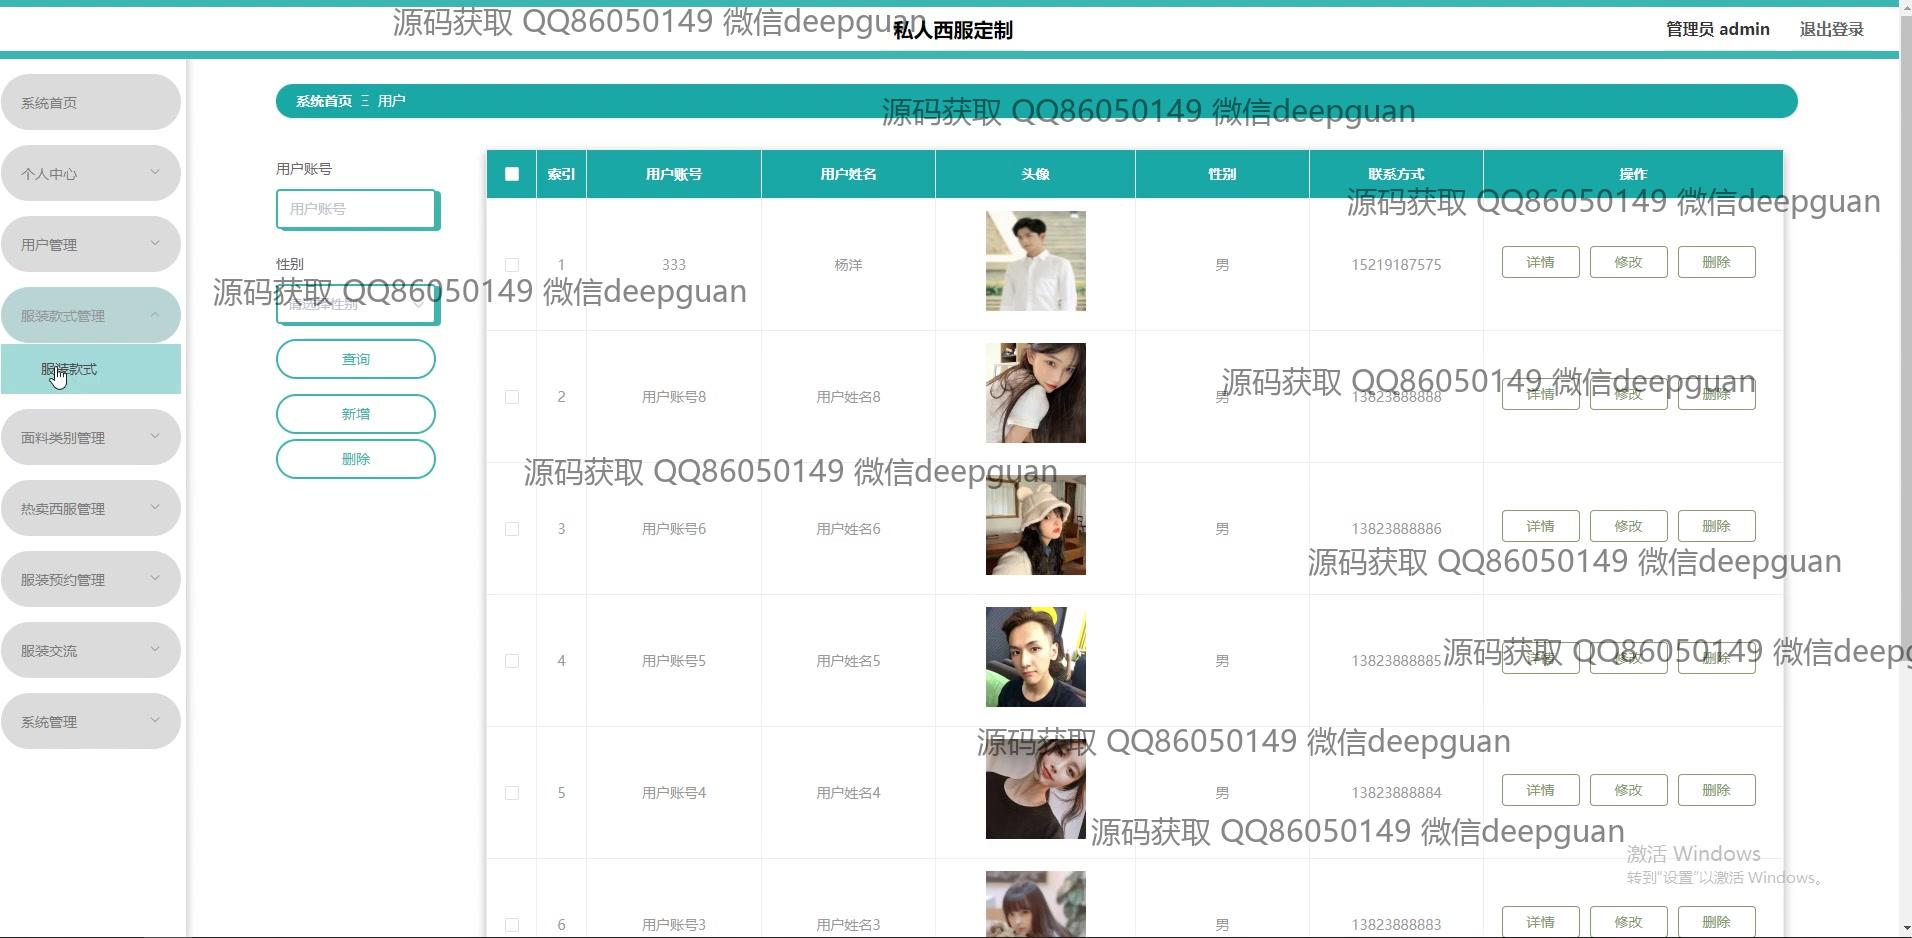 源码获取 QQ86050149 微信deepguan
私人西服定制
管理员 admin
退出登录
系统首页
个人中心
用户管理
服装款式管理
服装款式
面料类别管理
热卖西服管理
服装预约管理
服装交流
系统管理
系统首页 Ξ 用户
源码获取 QQ86050149 微信deepguan
用户账号
用户账号
性别
请选择性别
源码获取 QQ86050149 微信deepguan
查询
新增
删除
索引 用户账号 用户姓名 头像 性别 联系方式 操作
源码获取 QQ86050149 微信deepguan
1 333 杨洋 男 15219187575 详情 修改 删除
源码获取 QQ86050149 微信deepguan
2 用户账号8 用户姓名8 男 13823888888 详情 修改 删除
源码获取 QQ86050149 微信deepguan
3 用户账号6 用户姓名6 男 13823888886 详情 修改 删除
源码获取 QQ86050149 微信deepguan
4 用户账号5 用户姓名5 男 13823888885 详情 修改 删除
源码获取 QQ86050149 微信deep
源码获取 QQ86050149 微信deepguan
5 用户账号4 用户姓名4 男 13823888884 详情 修改 删除
源码获取 QQ86050149 微信deepguan
激活 Windows
转到“设置”以激活 Windows。
6 用户账号3 用户姓名3 男 13823888883 详情 修改 删除